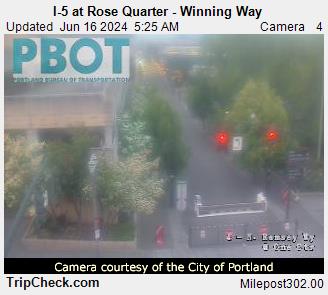 I-5 at Rose Quarter - Winning Way
Updated Jun 16 2024 5:25 AM Camera 4
PBOT
PORTLAND BUREAU OF TRANSPORTATION
Camera courtesy of the City of Portland
TripCheck.com Milepost302.00